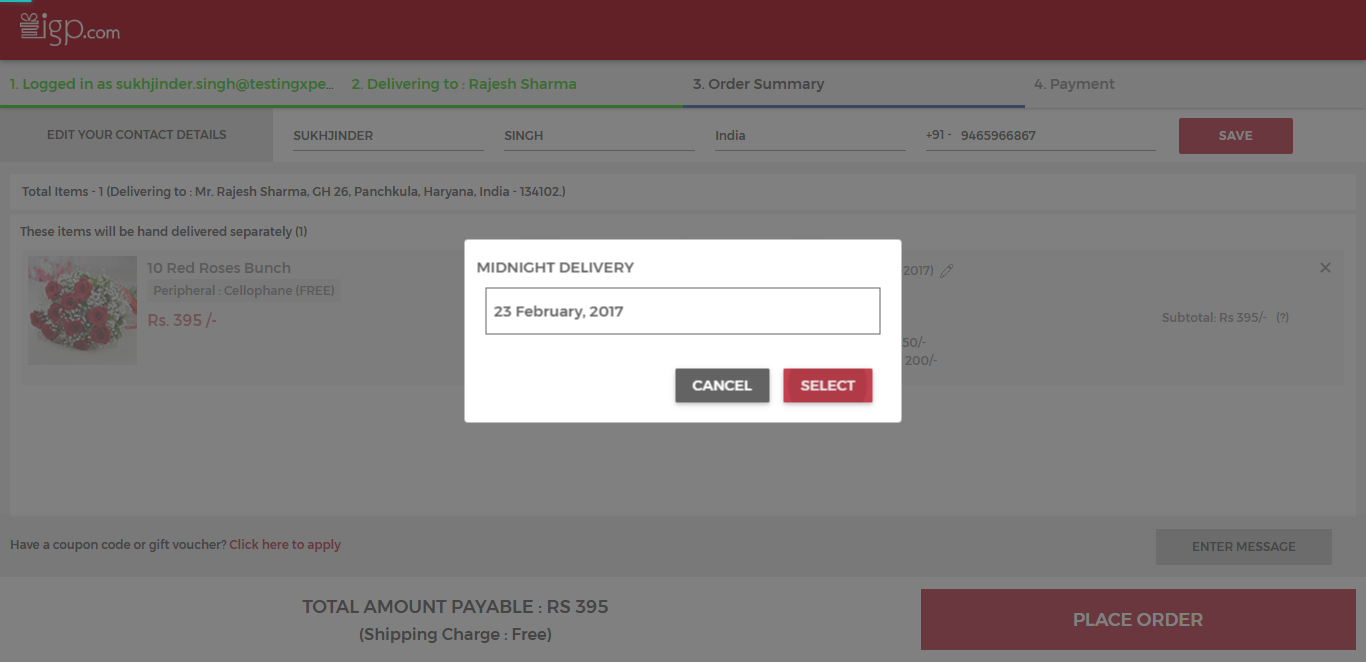 igp.com
1. Logged in as sukhjinder.singh@testingxpe... 2. Delivering to : Rajesh Sharma 3. Order Summary 4. Payment
EDIT YOUR CONTACT DETAILS SUKHJINDER SINGH India +91 - 9465966867 SAVE
Total Items - 1 (Delivering to : Mr. Rajesh Sharma, GH 26, Panchkula, Haryana, India - 134102.)
These items will be hand delivered separately (1)
10 Red Roses Bunch
Peripheral : Cellophane (FREE)
Rs. 395 /-
2017)
Subtotal: Rs 395/- (?)
50/-
200/-
MIDNIGHT DELIVERY
23 February, 2017
CANCEL SELECT
Have a coupon code or gift voucher? Click here to apply
ENTER MESSAGE
TOTAL AMOUNT PAYABLE : RS 395
(Shipping Charge : Free)
PLACE ORDER